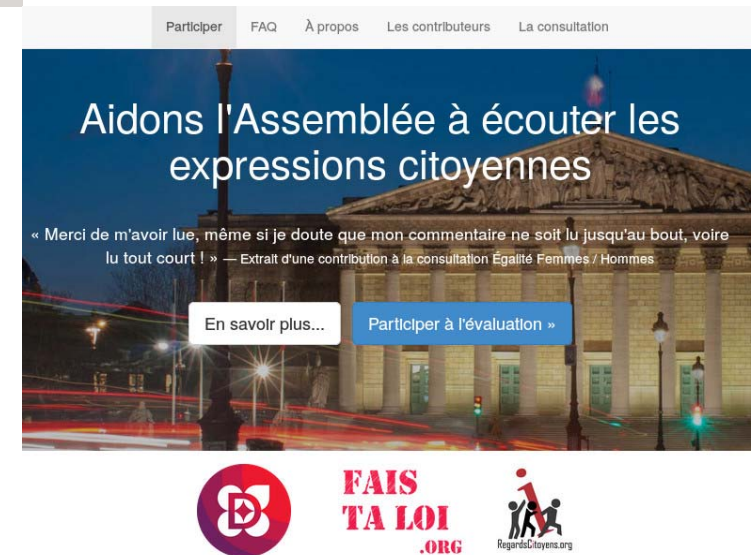 Participer FAQ À propos Les contributeurs La consultation
Aidons l'Assemblée à écouter les
expressions citoyennes
« Merci de m'avoir lue, même si je doute que mon commentaire ne soit lu jusqu'au bout, voire
lu tout court ! » — Extrait d'une contribution à la consultation Égalité Femmes / Hommes
En savoir plus... Participer à l'évaluation »
D
FAIS
TA LOI
.ORG
i
RegardsCitoyens.org